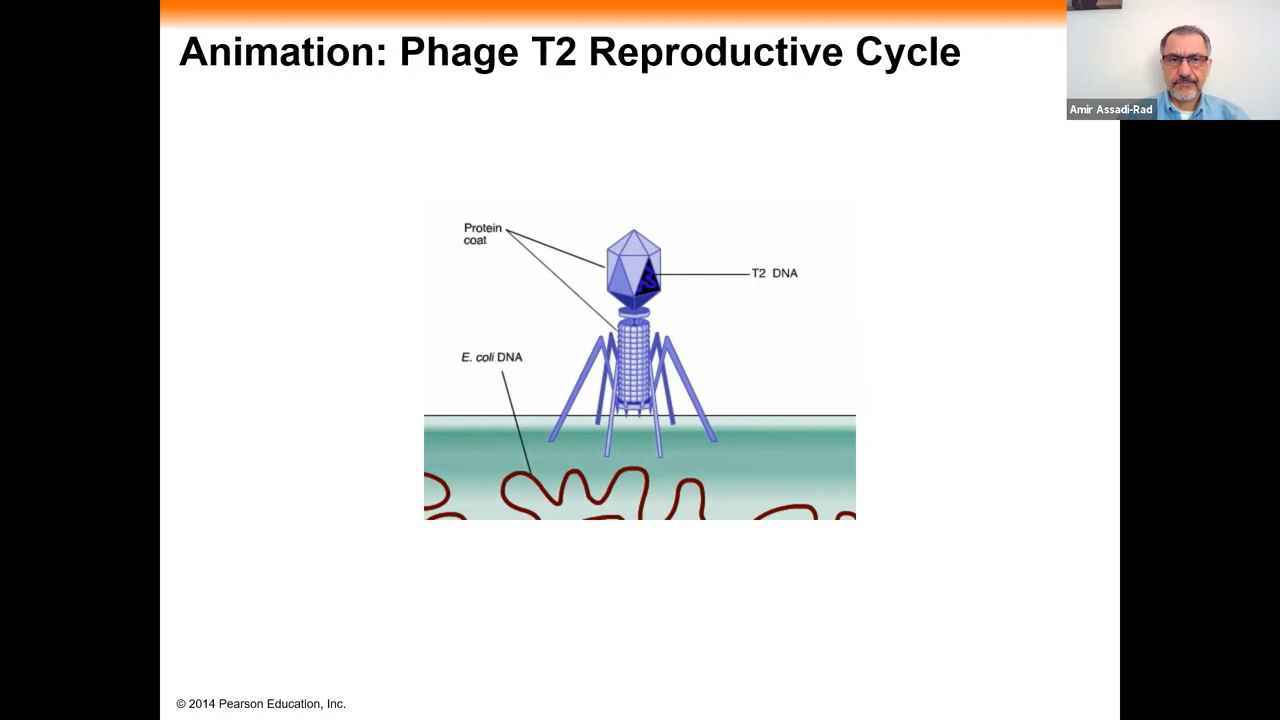 Animation: Phage T2 Reproductive Cycle
Amir Assadi-Rad
Protein
coat
T2 DNA
E. coli DNA
© 2014 Pearson Education, Inc.